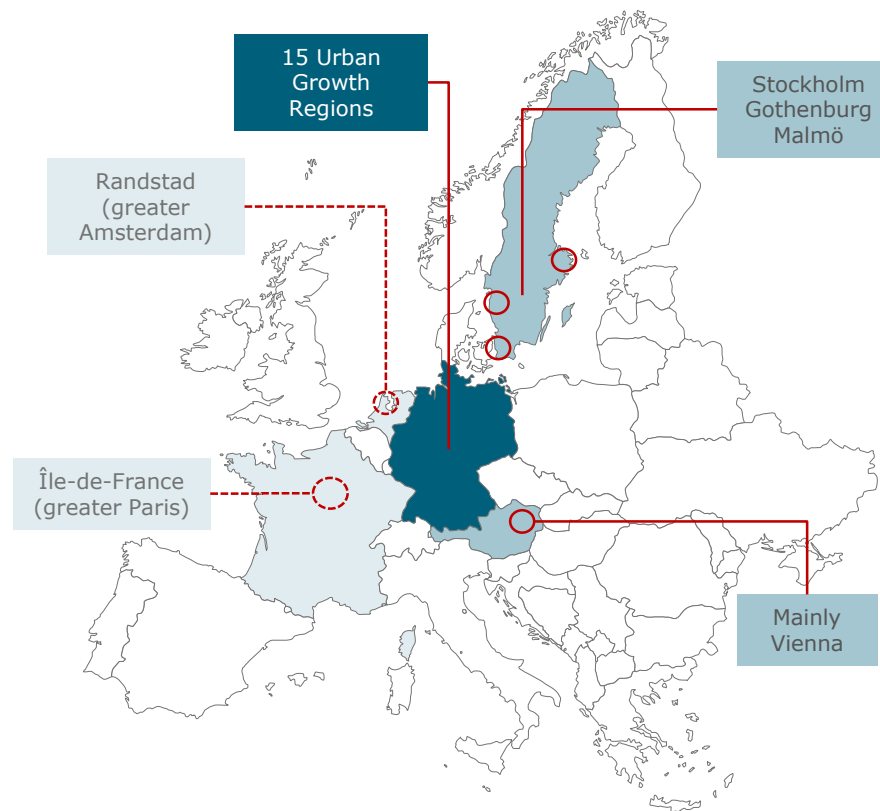 15 Urban
Growth
Regions
Stockholm
Gothenburg
Malmö
Randstad
(greater
Amsterdam)
Île-de-France
(greater Paris)
Mainly
Vienna